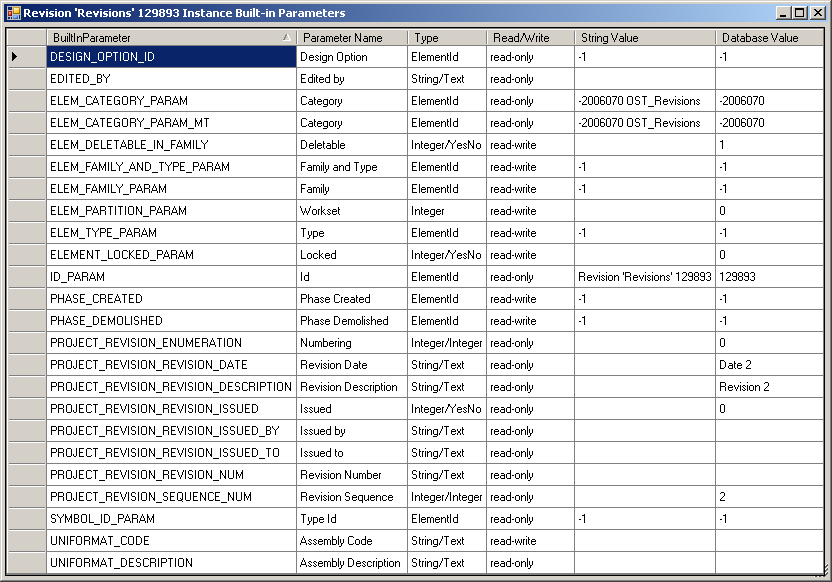 Revision 'Revisions' 129893 Instance Built-in Parameters
BuiltInParameter Parameter Name Type Read/Write String Value Database Value
DESIGN_OPTION_ID Design Option ElementId read-only -1 -1
EDITED_BY Edited by String/Text read-only
ELEM_CATEGORY_PARAM Category ElementId read-only -2006070 OST_Revisions -2006070
ELEM_CATEGORY_PARAM_MT Category ElementId read-only -2006070 OST_Revisions -2006070
ELEM_DELETABLE_IN_FAMILY Deletable Integer/YesNo read-write 1
ELEM_FAMILY_AND_TYPE_PARAM Family and Type ElementId read-write -1 -1
ELEM_FAMILY_PARAM Family ElementId read-write -1 -1
ELEM_PARTITION_PARAM Workset Integer read-write 0
ELEM_TYPE_PARAM Type ElementId read-write -1 -1
ELEMENT_LOCKED_PARAM Locked Integer/YesNo read-write 0
ID_PARAM Id ElementId read-only Revision 'Revisions' 129893 129893
PHASE_CREATED Phase Created ElementId read-write -1 -1
PHASE_DEMOLISHED Phase Demolished ElementId read-write -1 -1
PROJECT_REVISION_ENUMERATION Numbering Integer/Integer read-only 0
PROJECT_REVISION_REVISION_DATE Revision Date String/Text read-only Date 2
PROJECT_REVISION_REVISION_DESCRIPTION Revision Description String/Text read-only Revision 2
PROJECT_REVISION_REVISION_ISSUED Issued Integer/YesNo read-only 0
PROJECT_REVISION_REVISION_ISSUED_BY Issued by String/Text read-only
PROJECT_REVISION_REVISION_ISSUED_TO Issued to String/Text read-only
PROJECT_REVISION_REVISION_NUM Revision Number String/Text read-only
PROJECT_REVISION_SEQUENCE_NUM Revision Sequence Integer/Integer read-only 2
SYMBOL_ID_PARAM Type Id ElementId read-only -1 -1
UNIFORMAT_CODE Assembly Code String/Text read-write
UNIFORMAT_DESCRIPTION Assembly Description String/Text read-only